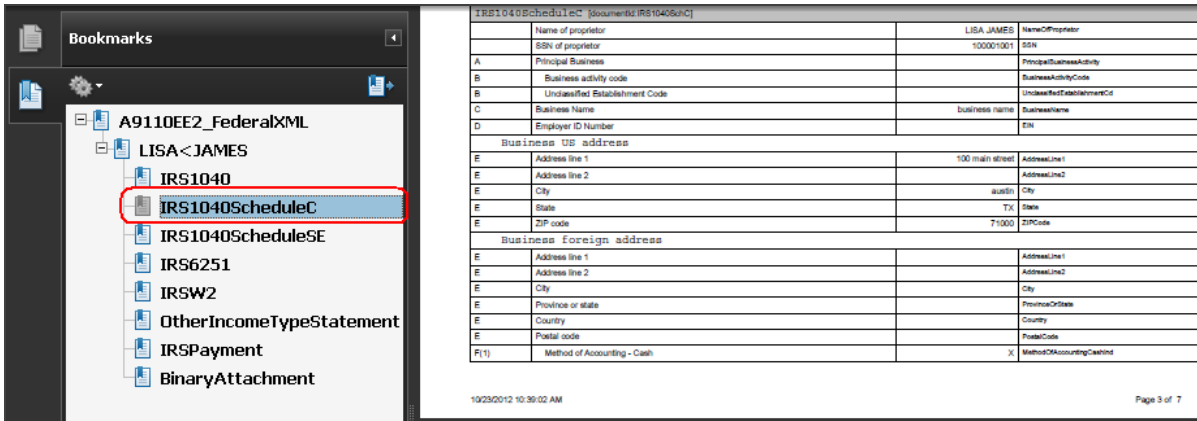 Bookmarks
A9110EE2_FederalXML
LISA<JAMES
IRS1040
IRS1040ScheduleC
IRS1040ScheduleSE
IRS6251
IRSW2
OtherIncomeTypeStatement
IRSPayment
BinaryAttachment
IRS1040ScheduleC [documentId:IRS1040SchC]
Name of proprietor LISA JAMES NameOfProprietor
SSN of proprietor 100001001 SSN
A Principal Business PrincipalBusinessActivity
B Business activity code BusinessActivityCode
B Unclassified Establishment Code UnclassifiedEstablishmentCd
C Business Name business name BusinessName
D Employer ID Number EIN
Business US address
E Address line 1 100 main street AddressLine1
E Address line 2 AddressLine2
E City austin City
E State TX State
E ZIP code 71000 ZIPCode
Business foreign address
E Address line 1 AddressLine1
E Address line 2 AddressLine2
E City City
E Province or state ProvinceOrState
E Country Country
E Postal code PostalCode
F(1) Method of Accounting - Cash X MethodOfAccountingCashInd
10/23/2012 10:39:02 AM Page 3 of 7